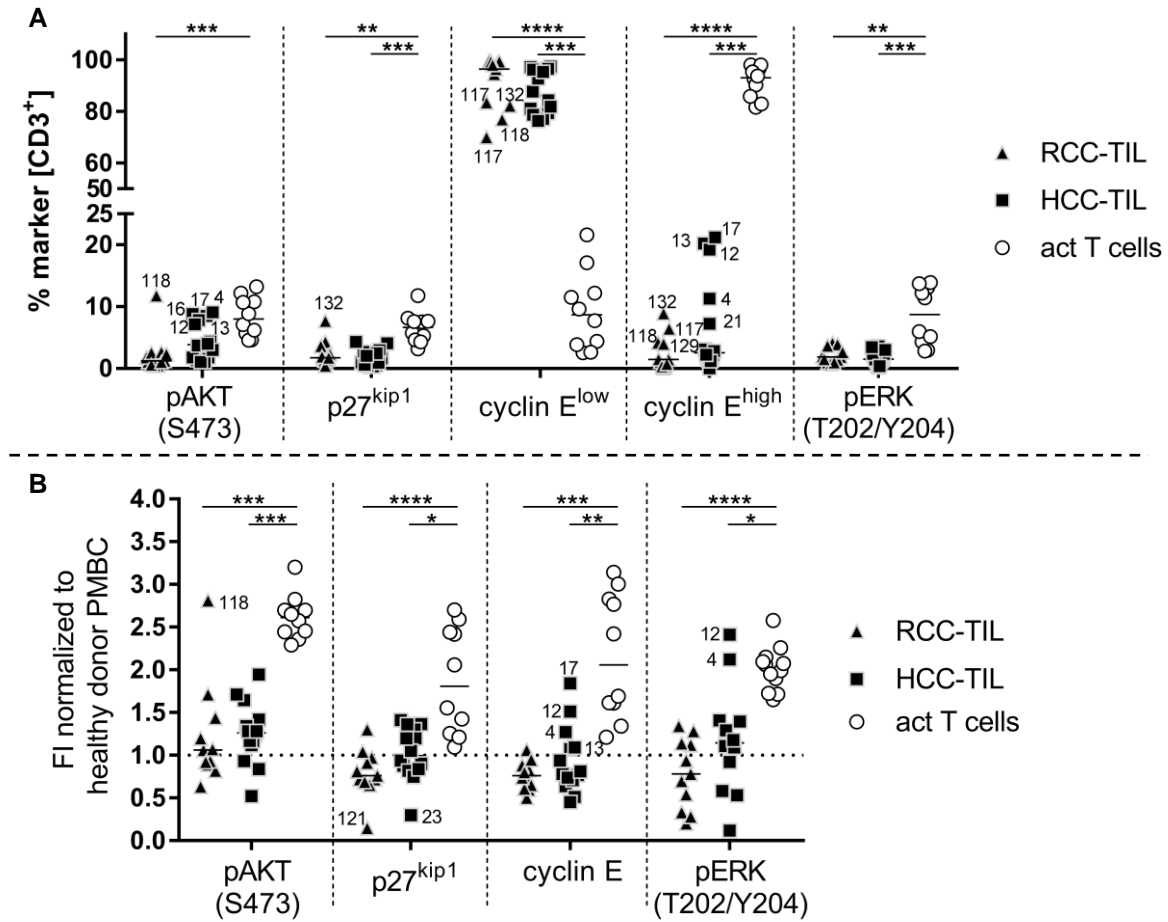 A
*** ** **** **** **
*** *** *** ***
% marker [CD3⁺]
100
80
60
50
25
20
10
0
118
16 17 4
12 13
132
117 132
118
117
17
13 12
4
21
132
118 117
129
pAKT
(S473)
p27ᵏⁱᵖ¹
cyclin Eˡᵒʷ
cyclin Eʰⁱᵍʰ
pERK
(T202/Y204)
RCC-TIL
HCC-TIL
act T cells
B
*** **** *** ****
*** * ** *
FI normalized to
healthy donor PMBC
4.0
3.5
3.0
2.5
2.0
1.5
1.0
0.5
0.0
118
121
23
17
12
4
13
12
4
pAKT
(S473)
p27ᵏⁱᵖ¹
cyclin E
pERK
(T202/Y204)
RCC-TIL
HCC-TIL
act T cells